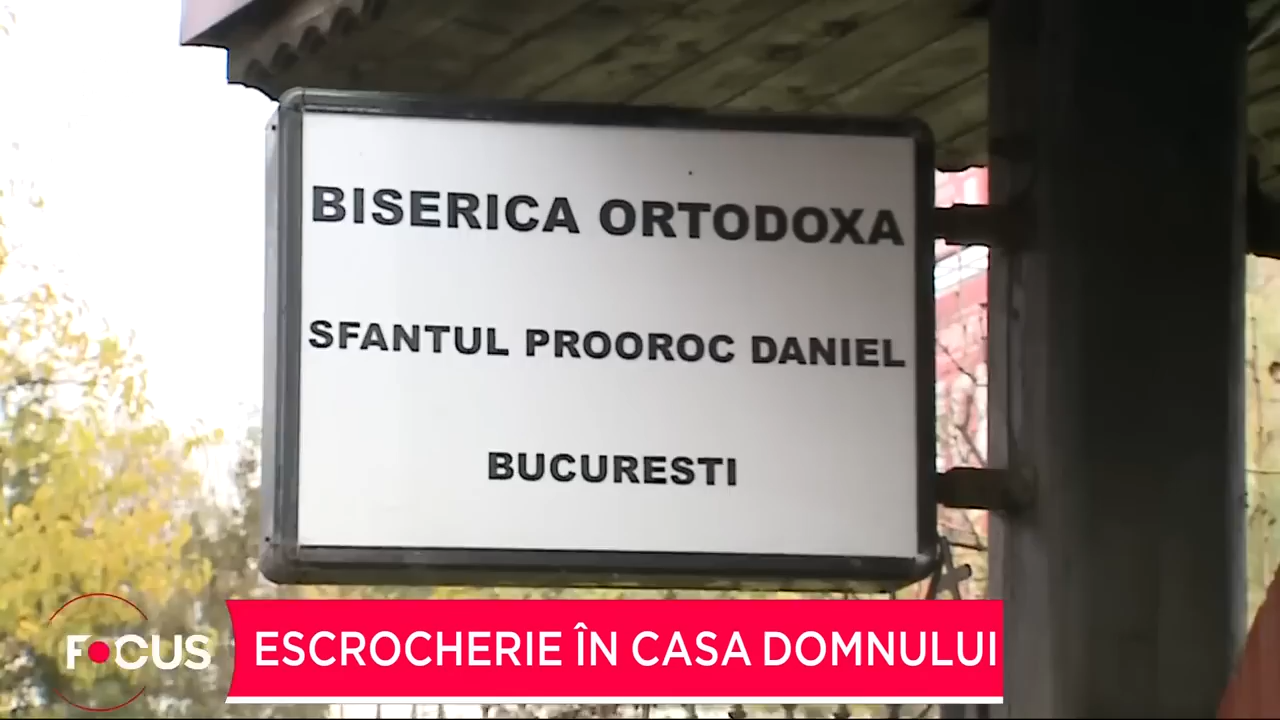 BISERICA ORTODOXA
SFANTUL PROOROC DANIEL
BUCURESTI
FOCUS
ESCROCHERIE ÎN CASA DOMNULUI